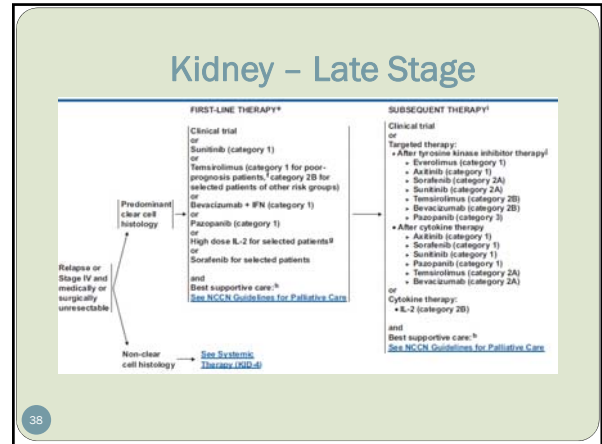 Kidney – Late Stage
FIRST-LINE THERAPYe
Clinical trial
or
Sunitinib (category 1)
or
Temsirolimus (category 1 for poor-
prognosis patients,f category 2B for
selected patients of other risk groups)
or
Bevacizumab + IFN (category 1)
or
Pazopanib (category 1)
or
High dose IL-2 for selected patientsg
or
Sorafenib for selected patients
and
Best supportive care:h
See NCCN Guidelines for Palliative Care
Predominant
clear cell
histology
Relapse or
Stage IV and
medically or
surgically
unresectable
Non-clear
cell histology
See Systemic
Therapy (KID-4)
SUBSEQUENT THERAPYi
Clinical trial
or
Targeted therapy:
• After tyrosine kinase inhibitor therapyj
Everolimus (category 1)
Axitinib (category 1)
Sorafenib (category 2A)
Sunitinib (category 2A)
Temsirolimus (category 2B)
Bevacizumab (category 2B)
Pazopanib (category 3)
• After cytokine therapy
Axitinib (category 1)
Sorafenib (category 1)
Sunitinib (category 1)
Pazopanib (category 1)
Temsirolimus (category 2A)
Bevacizumab (category 2A)
or
Cytokine therapy:
• IL-2 (category 2B)
and
Best supportive care:h
See NCCN Guidelines for Palliative Care
38